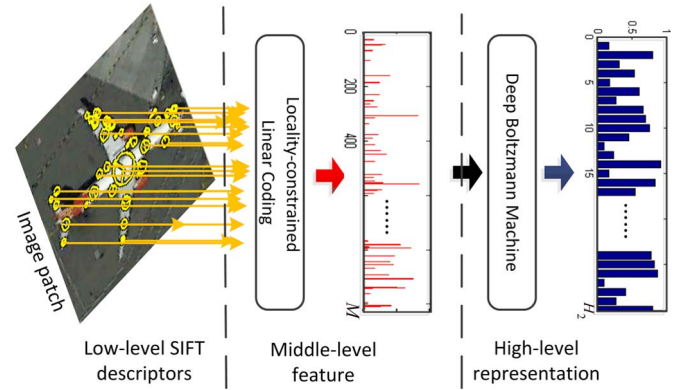 Image patch
Low-level SIFT
descriptors
Locality-constrained
Linear Coding
0
200
400
M
Middle-level
feature
Deep Boltzmann Machine
0 0.5 1
0
5
10
15
H2
High-level
representation